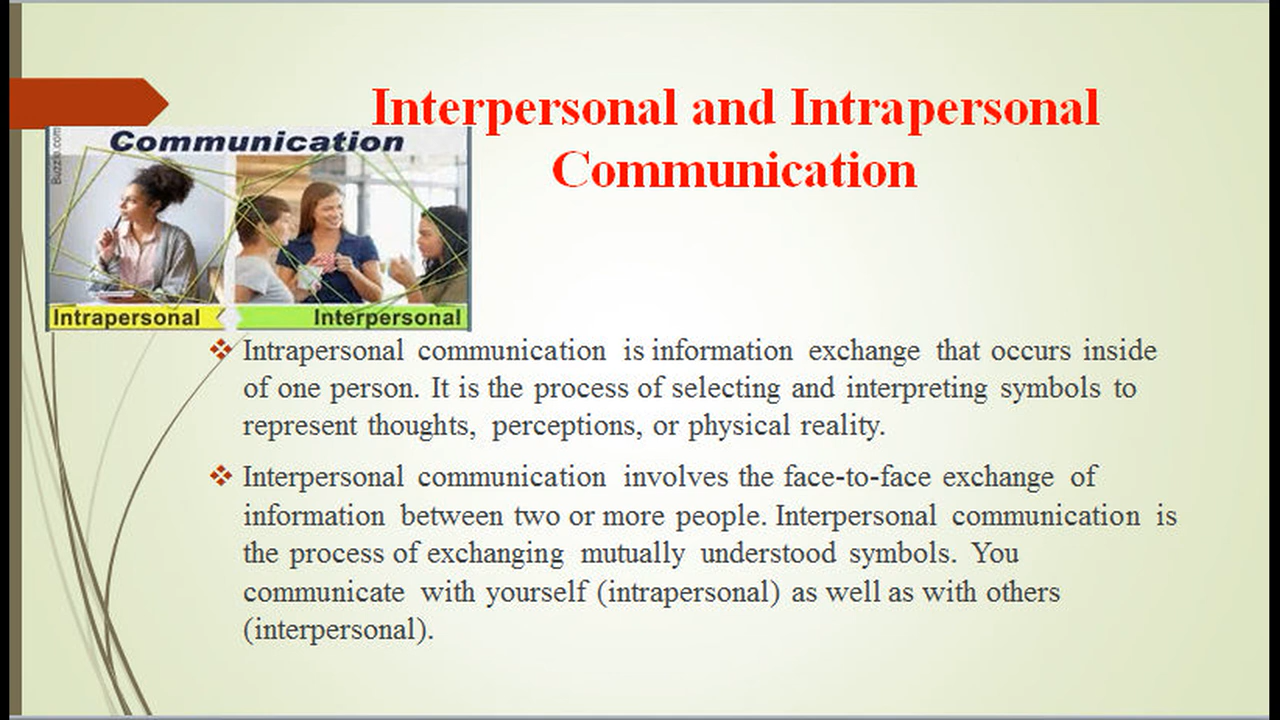 Interpersonal and Intrapersonal
Communication
Communication
Buzzle.com
Intrapersonal
Interpersonal
Intrapersonal communication is information exchange that occurs inside
of one person. It is the process of selecting and interpreting symbols to
represent thoughts, perceptions, or physical reality.
Interpersonal communication involves the face-to-face exchange of
information between two or more people. Interpersonal communication is
the process of exchanging mutually understood symbols. You
communicate with yourself (intrapersonal) as well as with others
(interpersonal).